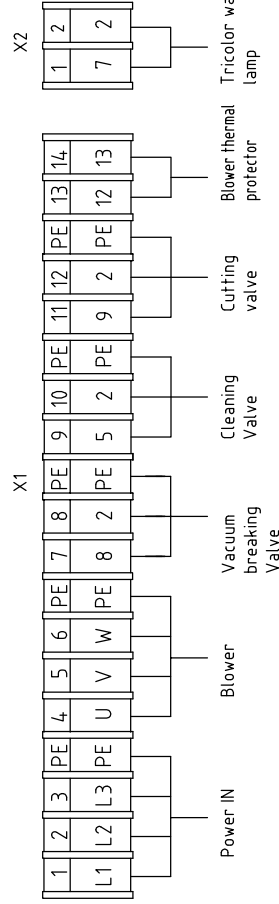 X1
X2
1 2 3 PE 4 5 6 PE 7 8 PE 9 10 PE 11 12 PE 13 14
1 2
L1 L2 L3 PE U V W PE 8 2 PE 5 2 PE 9 2 PE 12 13
7 2
Power IN
Blower
Vacuum
breaking
Valve
Cleaning
Valve
Cutting
valve
Blower thermal
protector
Tricolor wa
lamp